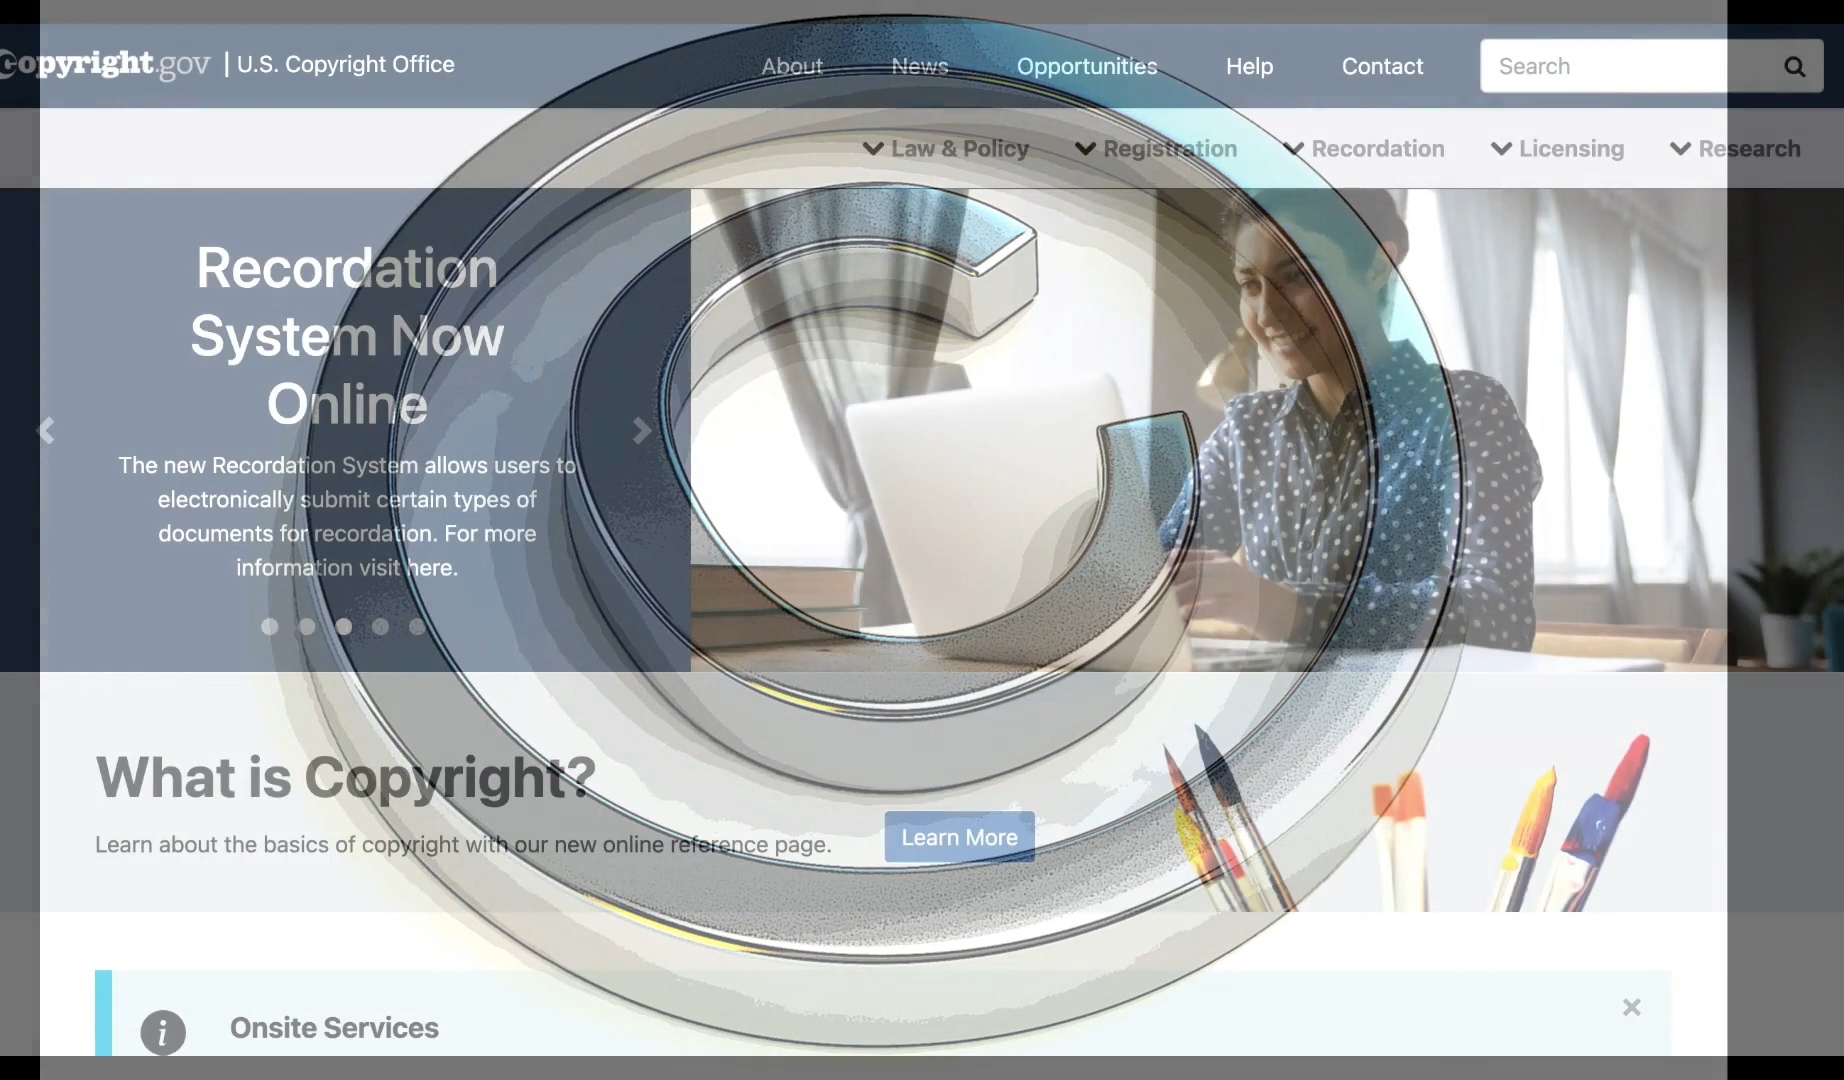 Copyright.gov | U.S. Copyright Office
About News Opportunities Help Contact Search
Law & Policy Registration Recordation Licensing Research
Recordation
System Now
Online
The new Recordation System allows users to
electronically submit certain types of
documents for recordation. For more
information visit here.
What is Copyright?
Learn about the basics of copyright with our new online reference page.
Learn More
Onsite Services